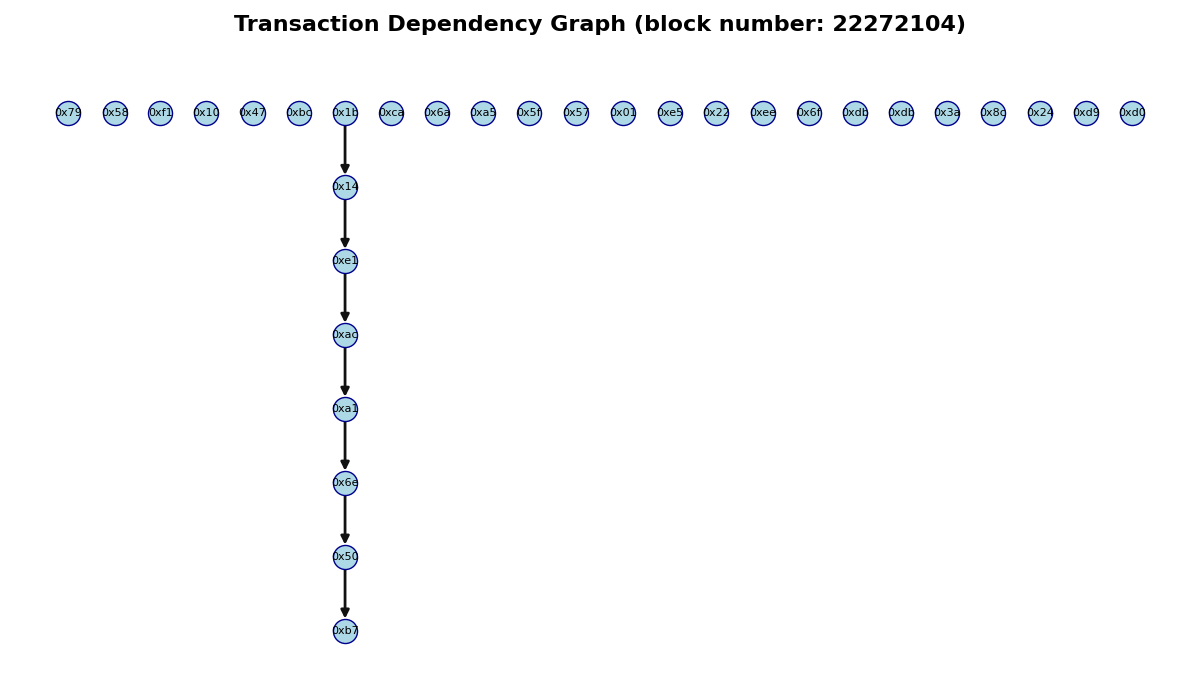 Transaction Dependency Graph (block number: 22272104)
0x79 0x58 0xf1 0x10 0x47 0xbc 0x1b 0xca 0x6a 0xa5 0x5f 0x57 0x01 0xe5 0x22 0xee 0x6f 0xdb 0xdb 0x3a 0x8c 0x24 0xd9 0xd0
0x14
0xe1
0xac
0xa1
0x6e
0x50
0xb7